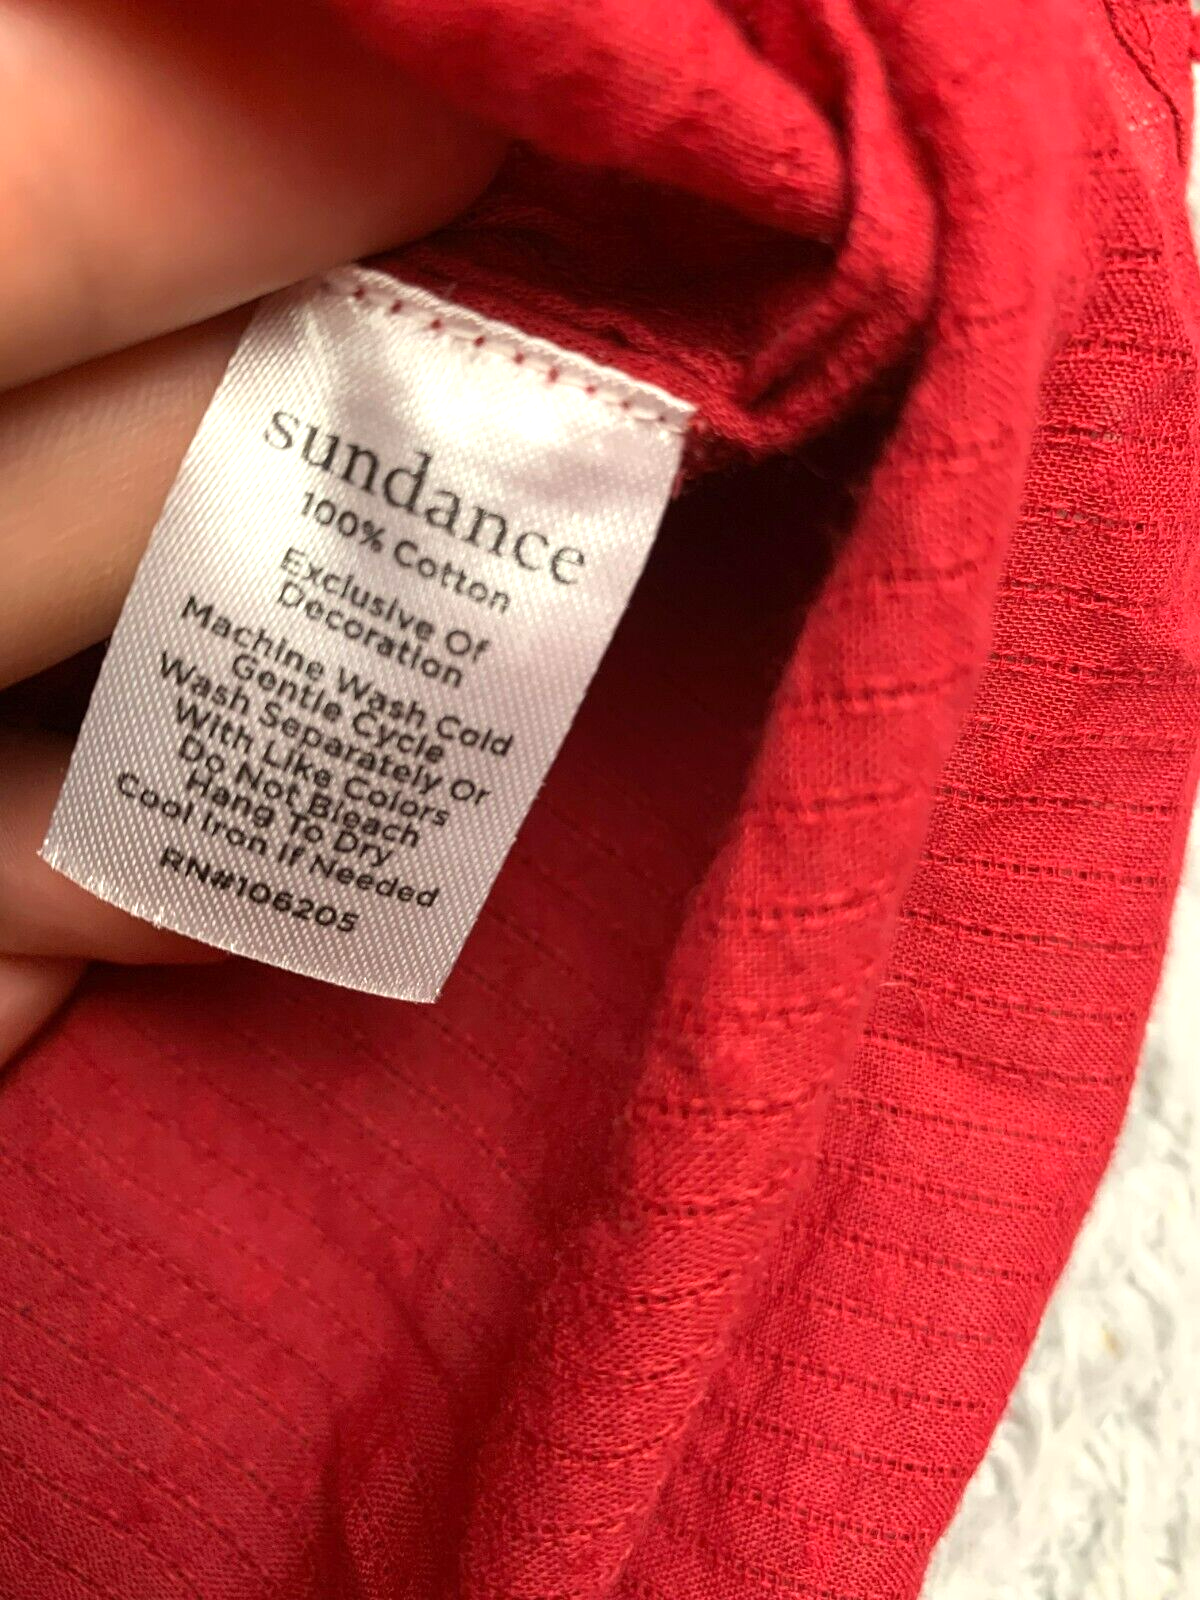 sundance
100% Cotton
Exclusive Of
Decoration
Machine Wash Cold
Gentle Cycle
Wash Separately Or
With Like Colors
Do Not Bleach
Hang To Dry
Cool Iron If Needed
RN#106205